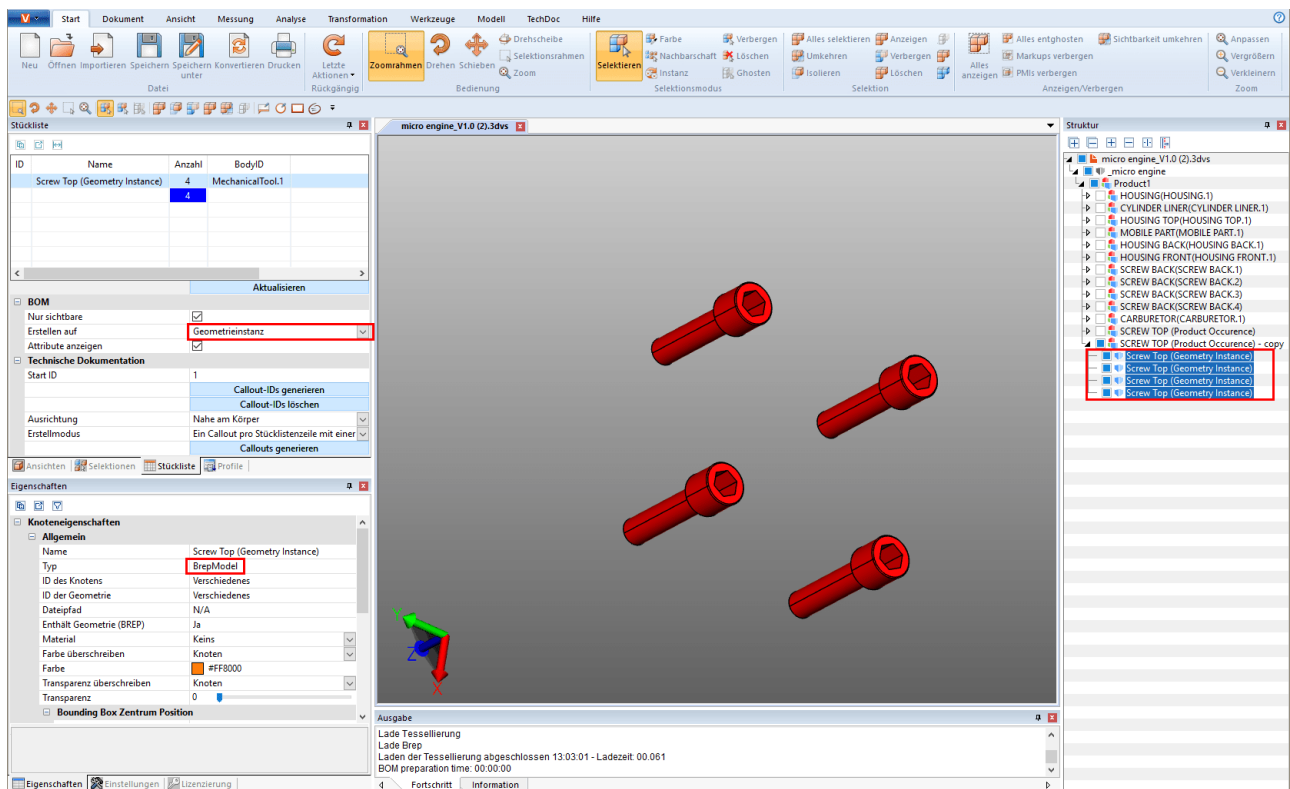 V Start Dokument Ansicht Messung Analyse Transformation Werkzeuge Modell TechDoc Hilfe
Neu Öffnen Importieren Speichern Speichern unter Konvertieren Drucken
Datei
Letzte Aktionen
Rückgängig
Zoomrahmen Drehen Schieben
Drehscheibe
Selektionsrahmen
Zoom
Bedienung
Selektieren
Farbe Verbergen
Nachbarschaft Löschen
Instanz Ghosten
Selektionsmodus
Alles selektieren Anzeigen
Umkehren Verbergen
Isolieren Löschen
Selektion
Alles anzeigen
Alles entghosten Sichtbarkeit umkehren
Markups verbergen
PMIs verbergen
Anzeigen/Verbergen
Anpassen
Vergrößern
Verkleinern
Zoom
Stückliste
ID Name Anzahl BodyID
Screw Top (Geometry Instance) 4 MechanicalTool.1
4
Aktualisieren
BOM
Nur sichtbare
Erstellen auf Geometrieinstanz
Attribute anzeigen
Technische Dokumentation
Start ID 1
Callout-IDs generieren
Callout-IDs löschen
Ausrichtung Nahe am Körper
Erstellmodus Ein Callout pro Stücklistenzeile mit einer
Callouts generieren
Ansichten Selektionen Stückliste Profile
Eigenschaften
Knoteneigenschaften
Allgemein
Name Screw Top (Geometry Instance)
Typ BrepModel
ID des Knotens Verschiedenes
ID der Geometrie Verschiedenes
Dateipfad N/A
Enthält Geometrie (BREP) Ja
Material Keins
Farbe überschreiben Knoten
Farbe #FF8000
Transparenz überschreiben Knoten
Transparenz 0
Bounding Box Zentrum Position
Eigenschaften Einstellungen Lizenzierung
micro engine_V1.0 (2).3dvs
Y
Z
X
Ausgabe
Lade Tessellierung
Lade Brep
Laden der Tessellierung abgeschlossen 13:03:01 - Ladezeit: 00.061
BOM preparation time: 00:00:00
Fortschritt Information
Struktur
micro engine_V1.0 (2).3dvs
_micro engine
Product1
HOUSING(HOUSING.1)
CYLINDER LINER(CYLINDER LINER.1)
HOUSING TOP(HOUSING TOP.1)
MOBILE PART(MOBILE PART.1)
HOUSING BACK(HOUSING BACK.1)
HOUSING FRONT(HOUSING FRONT.1)
SCREW BACK(SCREW BACK.1)
SCREW BACK(SCREW BACK.2)
SCREW BACK(SCREW BACK.3)
SCREW BACK(SCREW BACK.4)
CARBURETOR(CARBURETOR.1)
SCREW TOP (Product Occurence)
SCREW TOP (Product Occurence) - copy
Screw Top (Geometry Instance)
Screw Top (Geometry Instance)
Screw Top (Geometry Instance)
Screw Top (Geometry Instance)